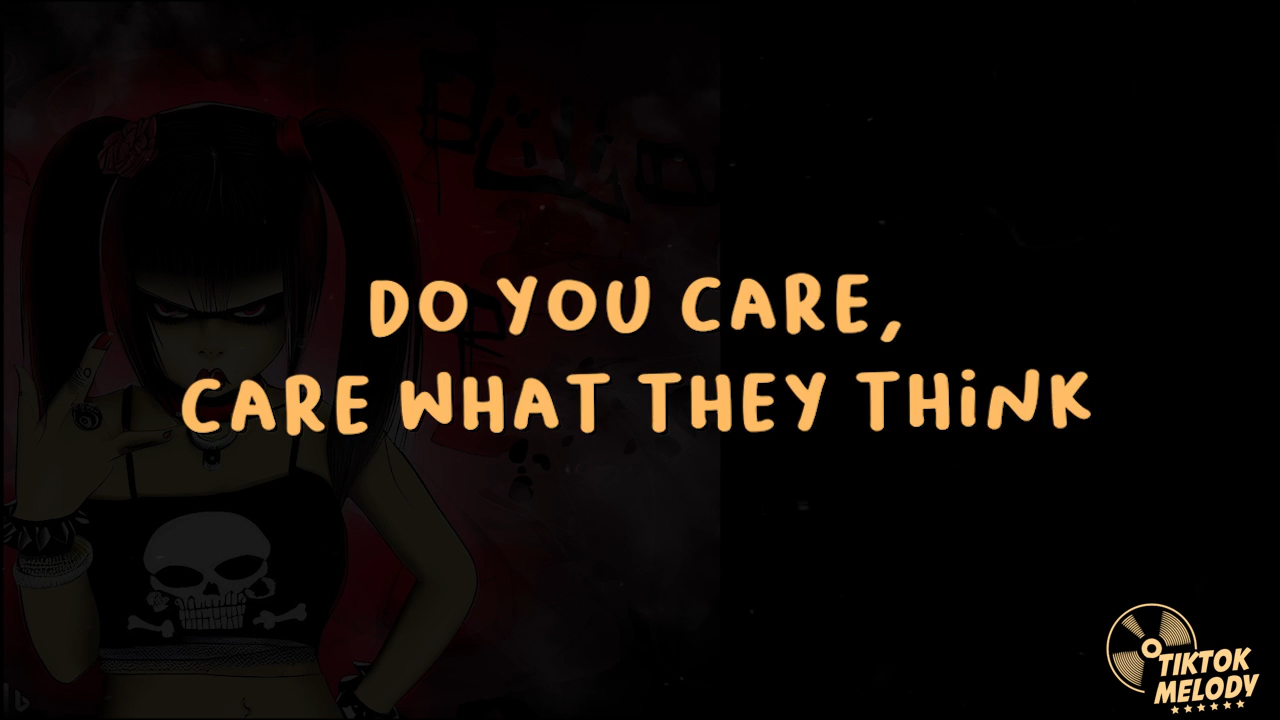 DO YOU CARE,
CARE WHAT THEY THiNK
TIKTOK
MELODY